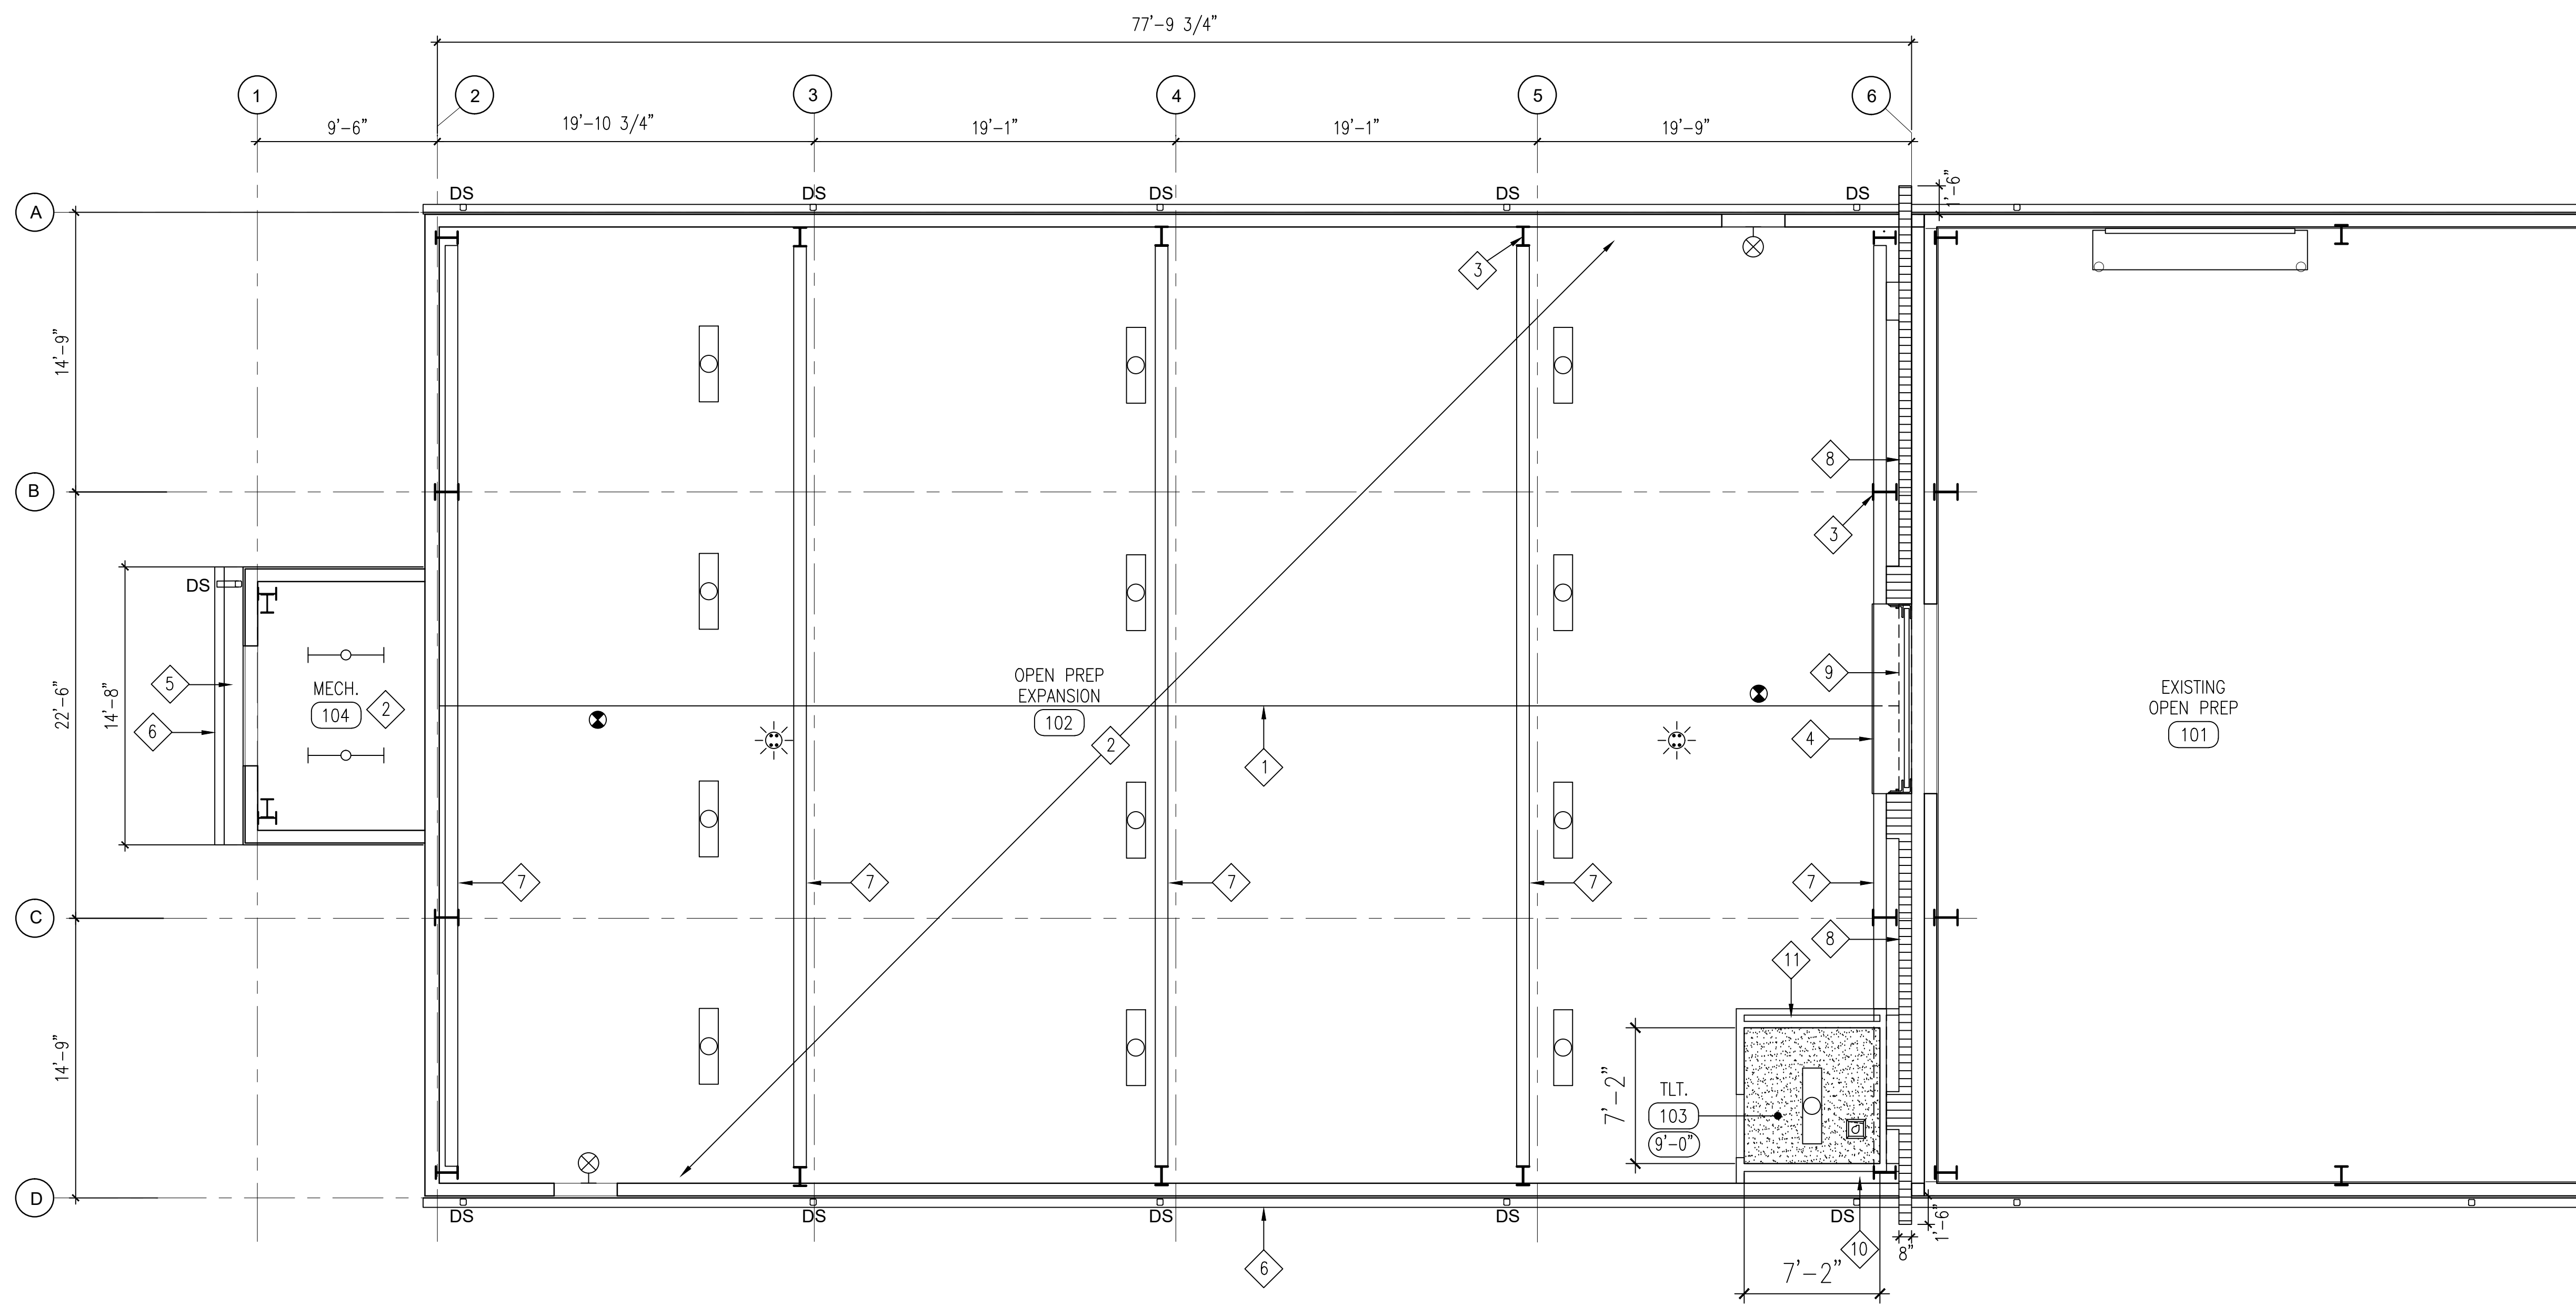 77'-9 3/4"
1
2
3
4
5
6
9'-6"
19'-10 3/4"
19'-1"
19'-1"
19'-9"
1'-6"
DS
DS
DS
DS
DS
A
3
14'-9"
8
B
3
DS
5
MECH.
104
2
6
14'-8"
22'-6"
OPEN PREP
EXPANSION
102
2
1
9
4
EXISTING
OPEN PREP
101
7
7
7
7
7
C
8
11
14'-9"
7'-2"
TLT.
103
9'-0"
D
DS
DS
DS
DS
DS
1'-6"
10
8"
6
7'-2"